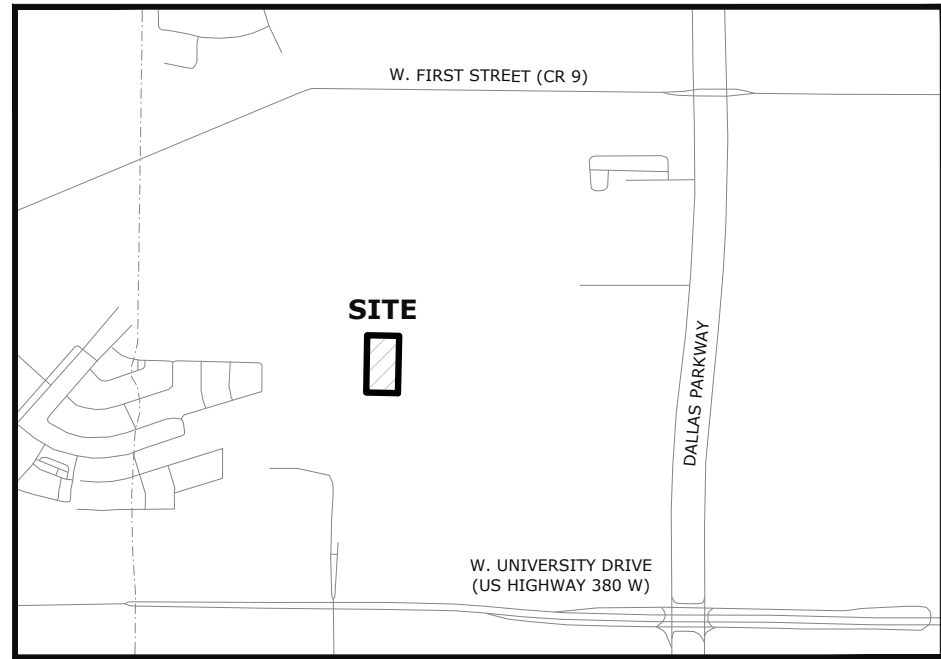 W. FIRST STREET (CR 9)
SITE
DALLAS PARKWAY
W. UNIVERSITY DRIVE
(US HIGHWAY 380 W)